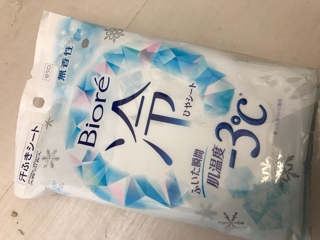 無香性
Bioré
冷
ひやシート
汗ふきシート
ふいた瞬間
肌温度
-3℃